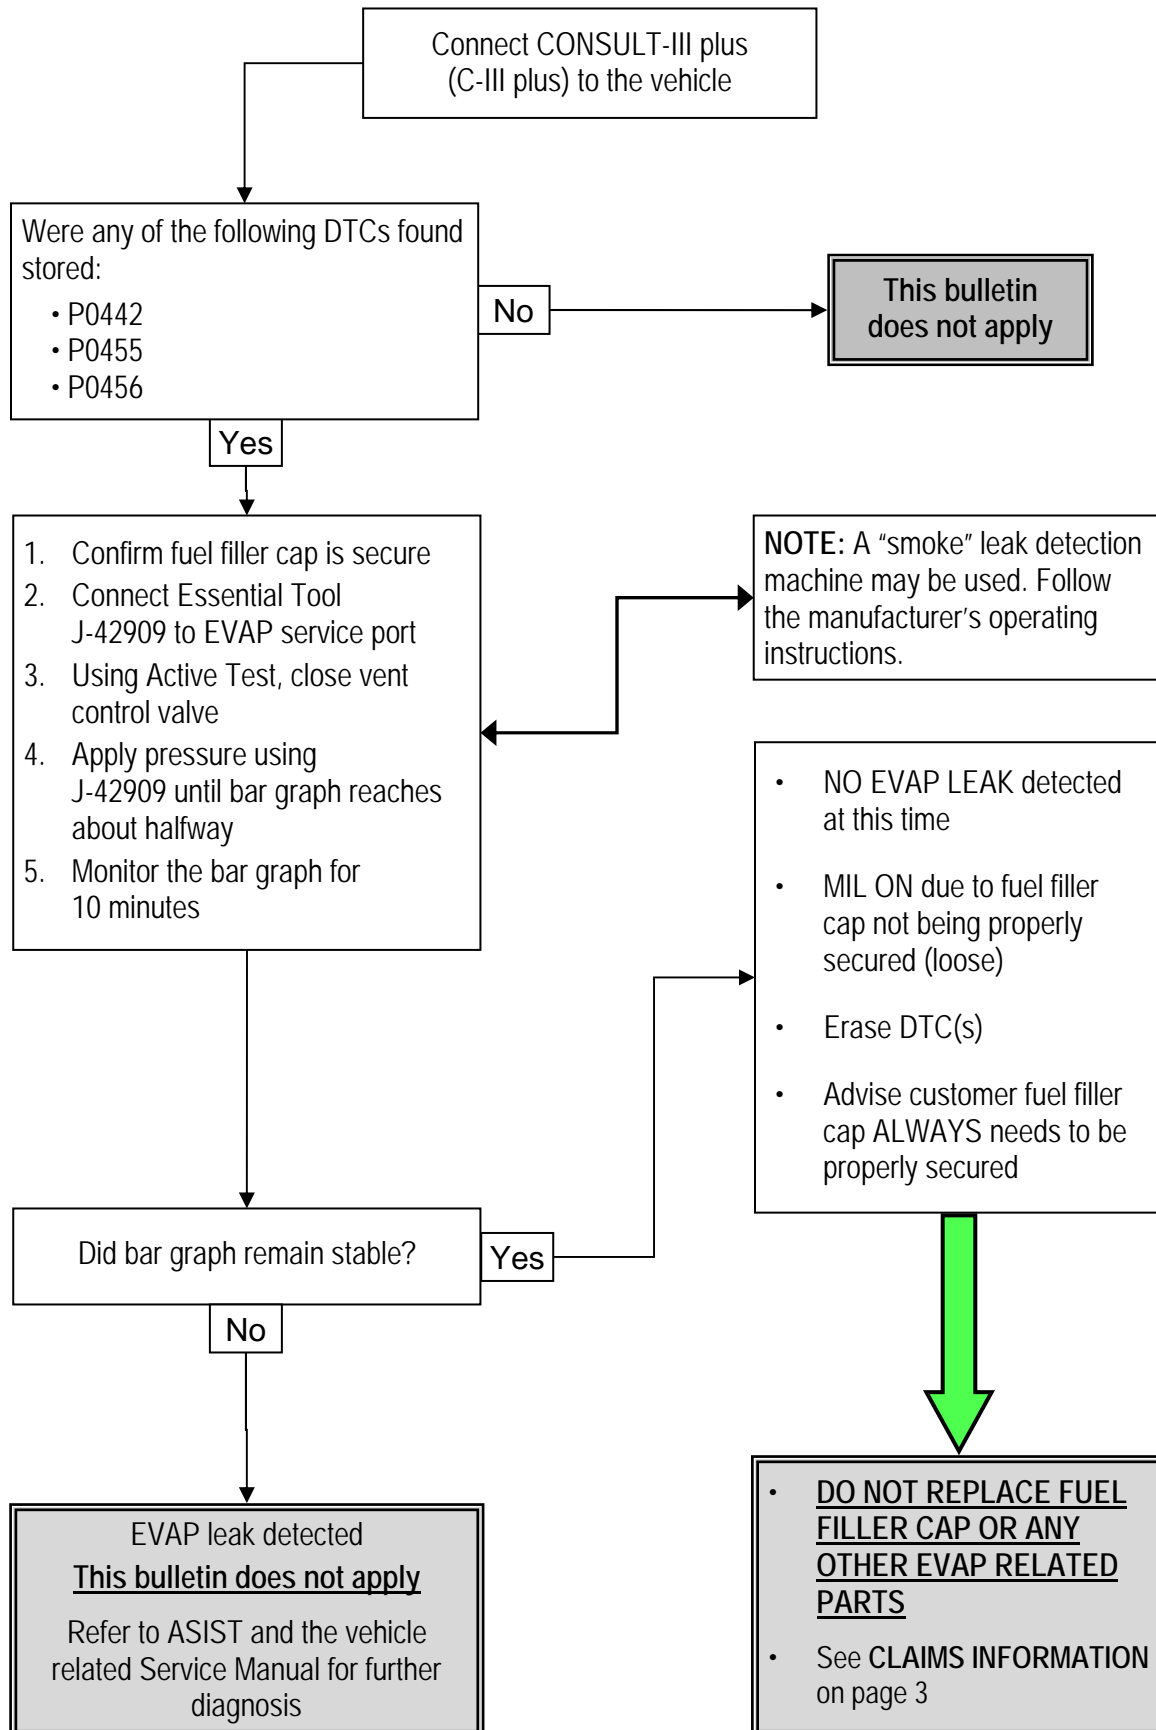 Connect CONSULT-III plus
(C-III plus) to the vehicle
Were any of the following DTCs found
stored:
• P0442
• P0455
• P0456
No
This bulletin
does not apply
Yes
1. Confirm fuel filler cap is secure
2. Connect Essential Tool
J-42909 to EVAP service port
3. Using Active Test, close vent
control valve
4. Apply pressure using
J-42909 until bar graph reaches
about halfway
5. Monitor the bar graph for
10 minutes
NOTE: A “smoke” leak detection
machine may be used. Follow
the manufacturer’s operating
instructions.
Did bar graph remain stable?
Yes
• NO EVAP LEAK detected
at this time
• MIL ON due to fuel filler
cap not being properly
secured (loose)
• Erase DTC(s)
• Advise customer fuel filler
cap ALWAYS needs to be
properly secured
No
EVAP leak detected
This bulletin does not apply
Refer to ASIST and the vehicle
related Service Manual for further
diagnosis
• DO NOT REPLACE FUEL
FILLER CAP OR ANY
OTHER EVAP RELATED
PARTS
• See CLAIMS INFORMATION
on page 3